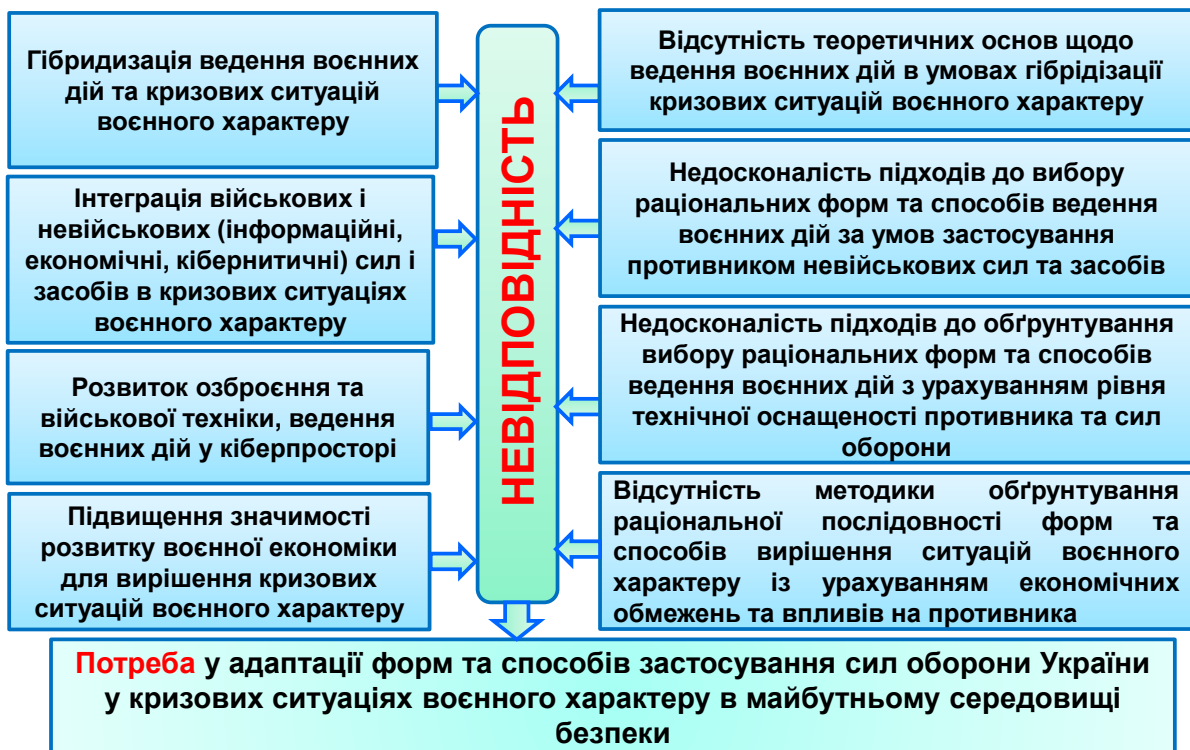 Гібридизація ведення воєнних
дій та кризових ситуацій
воєнного характеру
Інтеграція військових і
невійськових (інформаційні,
економічні, кібернитичні) сил і
засобів в кризових ситуаціях
воєнного характеру
Розвиток озброєння та
військової техніки, ведення
воєнних дій у кіберпросторі
Підвищення значимості
розвитку воєнної економіки
для вирішення кризових
ситуацій воєнного характеру
НЕВІДПОВІДНІСТЬ
Відсутність теоретичних основ щодо
ведення воєнних дій в умовах гібрідізації
кризових ситуацій воєнного характеру
Недосконалість підходів до вибору
раціональних форм та способів ведення
воєнних дій за умов застосування
противником невійськових сил та засобів
Недосконалість підходів до обґрунтування
вибору раціональних форм та способів
ведення воєнних дій з урахуванням рівня
технічної оснащеності противника та сил
оборони
Відсутність методики обґрунтування
раціональної послідовності форм та
способів вирішення ситуацій воєнного
характеру із урахуванням економічних
обмежень та впливів на противника
Потреба у адаптації форм та способів застосування сил оборони України
у кризових ситуаціях воєнного характеру в майбутньому середовищі
безпеки